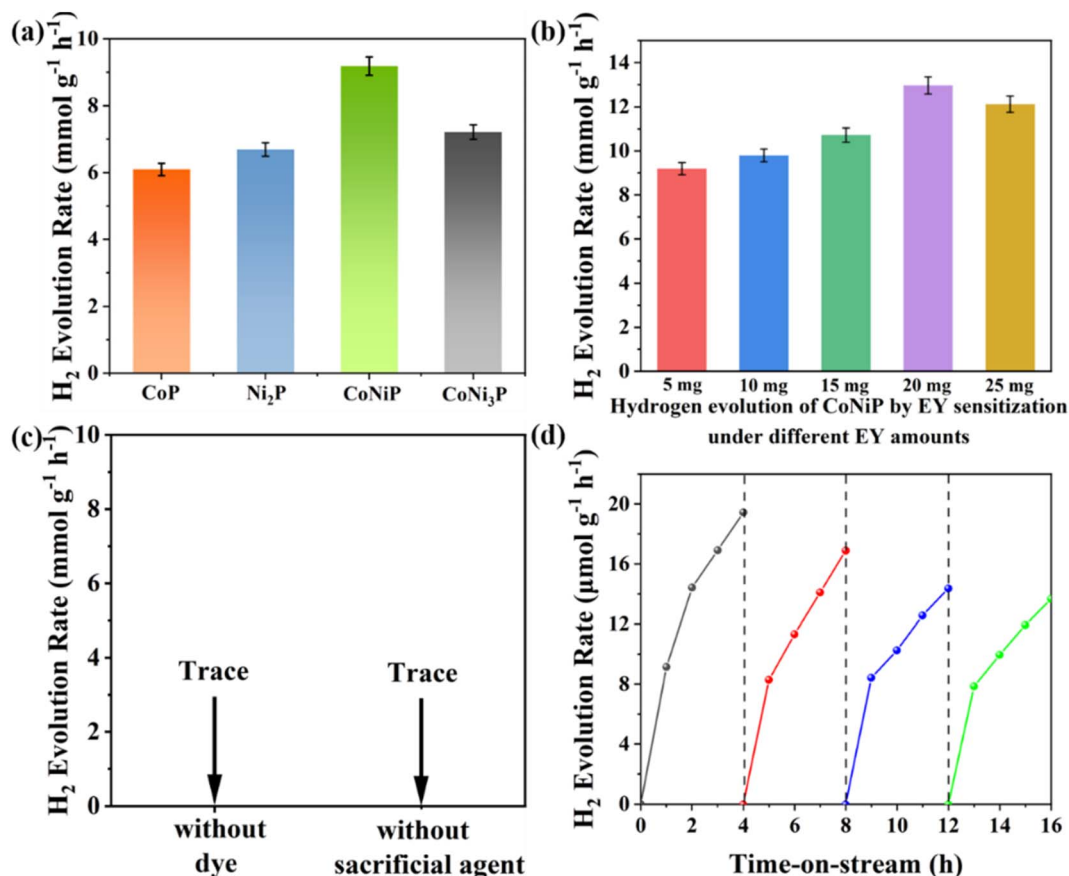 (a)
H₂ Evolution Rate (mmol g⁻¹ h⁻¹)
10
8
6
4
2
0
CoP Ni₂P CoNiP CoNi₃P
(b)
H₂ Evolution Rate (mmol g⁻¹ h⁻¹)
14
12
10
8
6
4
2
0
5 mg 10 mg 15 mg 20 mg 25 mg
Hydrogen evolution of CoNiP by EY sensitization
under different EY amounts
(c)
H₂ Evolution Rate (mmol g⁻¹ h⁻¹)
10
8
6
4
2
0
Trace Trace
without without
dye sacrificial agent
(d)
H₂ Evolution Rate (μmol g⁻¹ h⁻¹)
20
16
12
8
4
0
0 2 4 6 8 10 12 14 16
Time-on-stream (h)